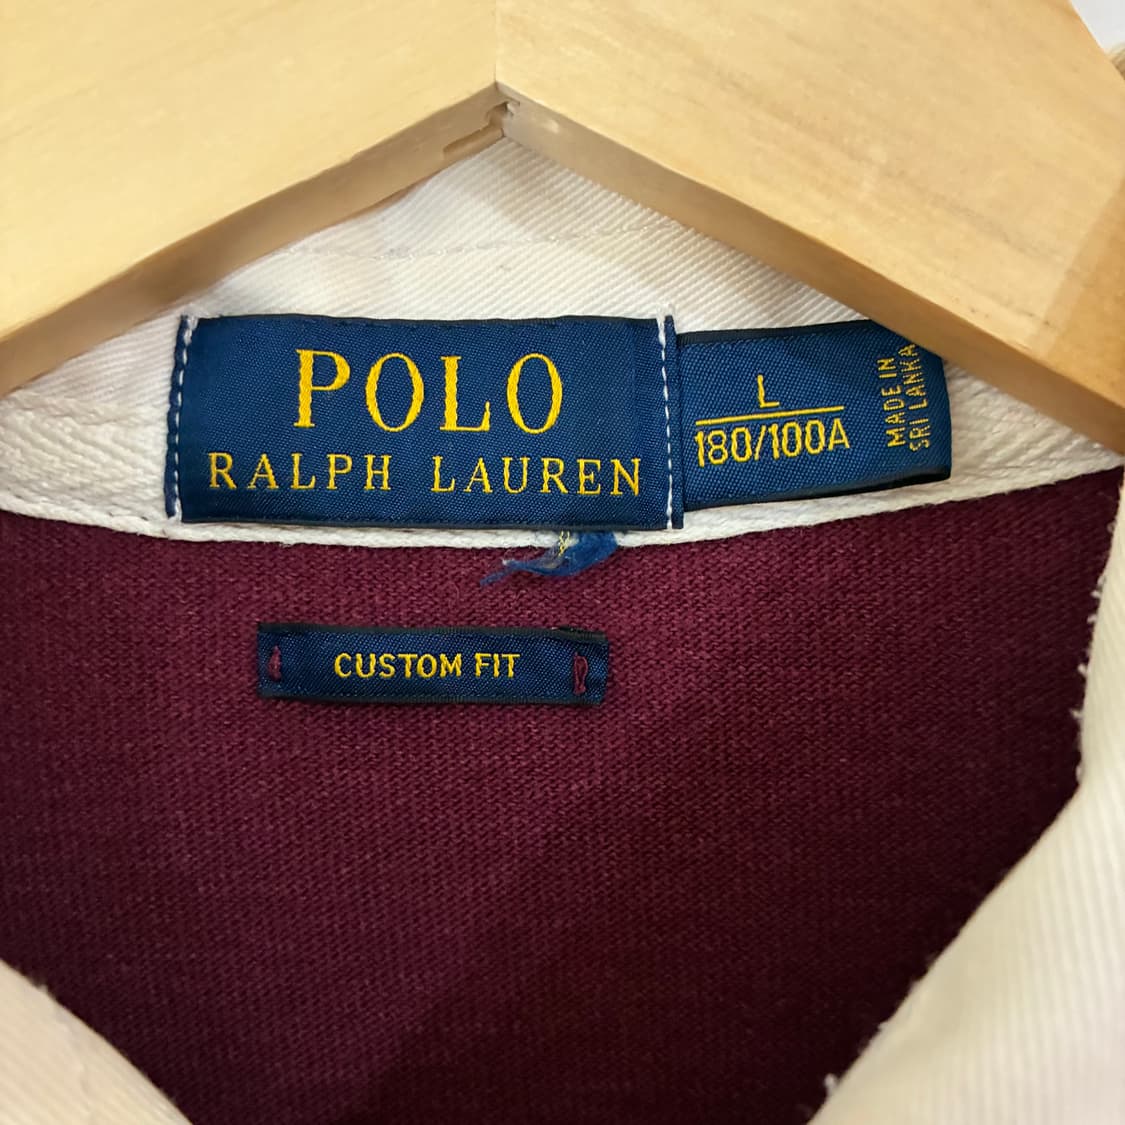 POLO
RALPH LAUREN
L
180/100A
MADE IN
SRI LANKA
CUSTOM FIT